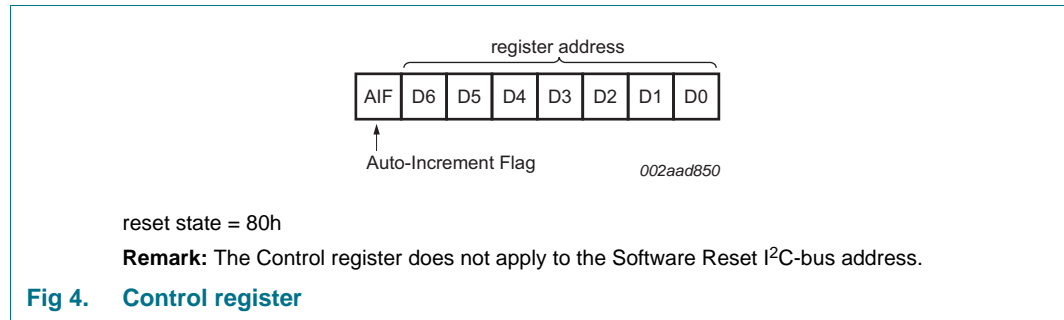 register address
AIF D6 D5 D4 D3 D2 D1 D0
Auto-Increment Flag
002aad850
reset state = 80h
Remark: The Control register does not apply to the Software Reset I²C-bus address.
Fig 4. Control register